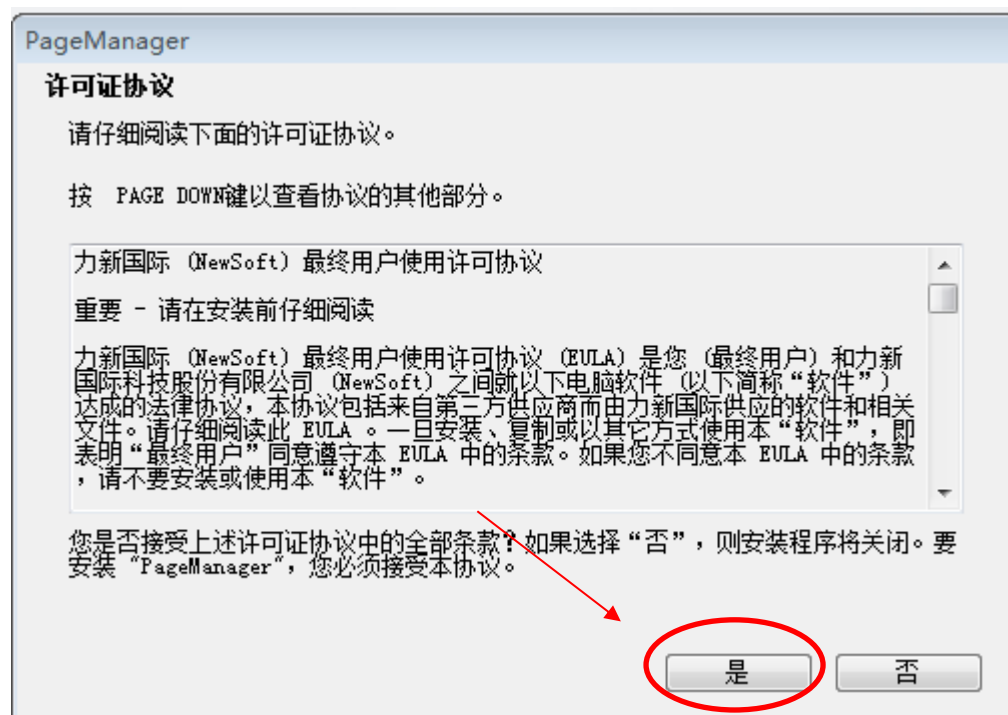 PageManager
许可证协议
请仔细阅读下面的许可证协议。
按 PAGE DOWN键以查看协议的其他部分。
力新国际 (NewSoft) 最终用户使用许可协议
重要 - 请在安装前仔细阅读
力新国际 (NewSoft) 最终用户使用许可协议 (EULA) 是您 (最终用户) 和力新
国际科技股份有限公司 (NewSoft) 之间就以下电脑软件 (以下简称“软件”)
达成的法律协议，本协议包括来自第三方供应商而由力新国际供应的软件和相关
文件。请仔细阅读此 EULA 。一旦安装、复制或以其它方式使用本“软件”，即
表明“最终用户”同意遵守本 EULA 中的条款。如果您不同意本 EULA 中的条款
，请不要安装或使用本“软件”。
您是否接受上述许可证协议中的全部条款？如果选择“否”，则安装程序将关闭。要
安装 "PageManager"，您必须接受本协议。
是
否